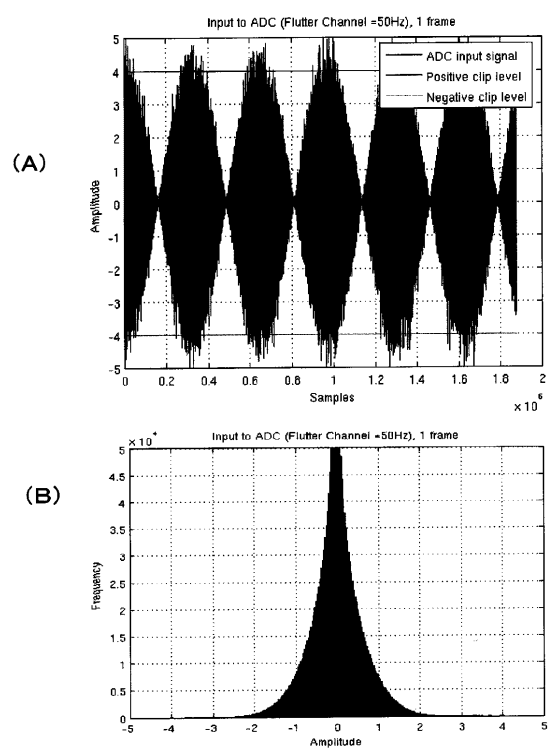 Input to ADC (Flutter Channel =50Hz), 1 frame
5
4
3
2
1
0
-1
-2
-3
-4
-5
Amplitude
ADC input signal
Positive clip level
Negative clip level
(A)
0 0.2 0.4 0.6 0.8 1 1.2 1.4 1.6 1.8 2
Samples
× 10⁶
Input to ADC (Flutter Channel =50Hz), 1 frame
× 10⁴
5
4.5
4
3.5
3
2.5
2
1.5
1
0.5
0
Frequency
(B)
-5 -4 -3 -2 -1 0 1 2 3 4 5
Amplitude